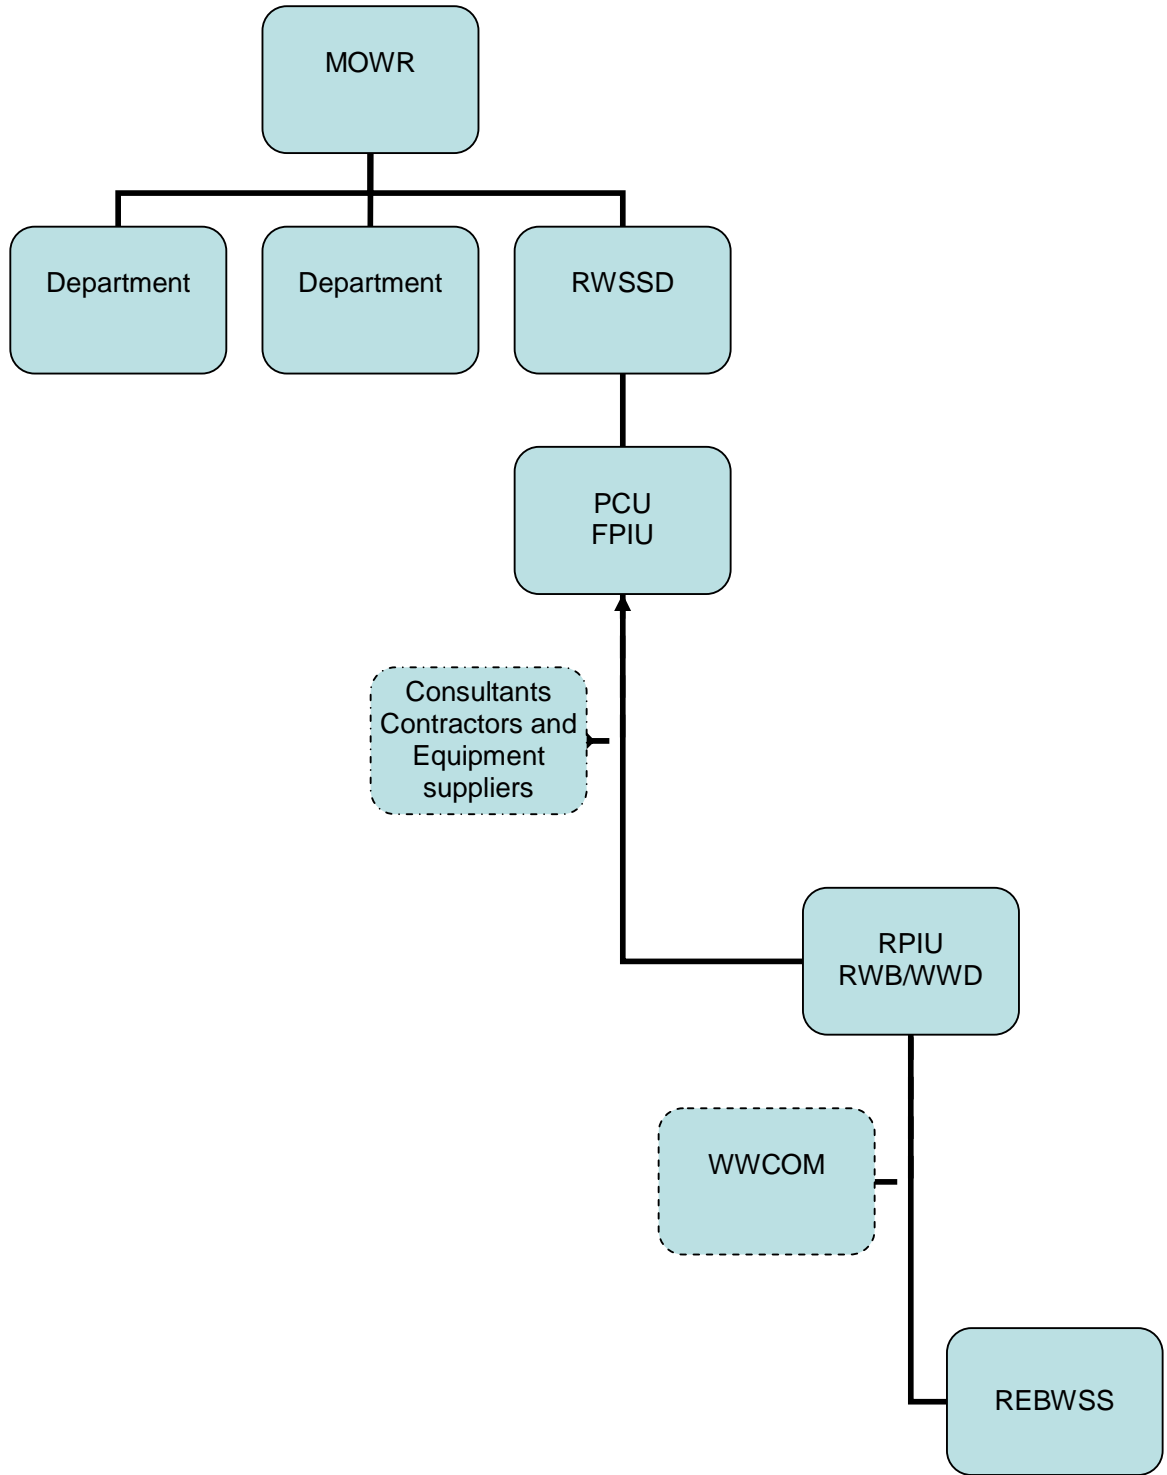 MOWR
Department
Department
RWSSD
PCU
FPIU
Consultants
Contractors and
Equipment
suppliers
RPIU
RWB/WWD
WWCOM
REBWSS